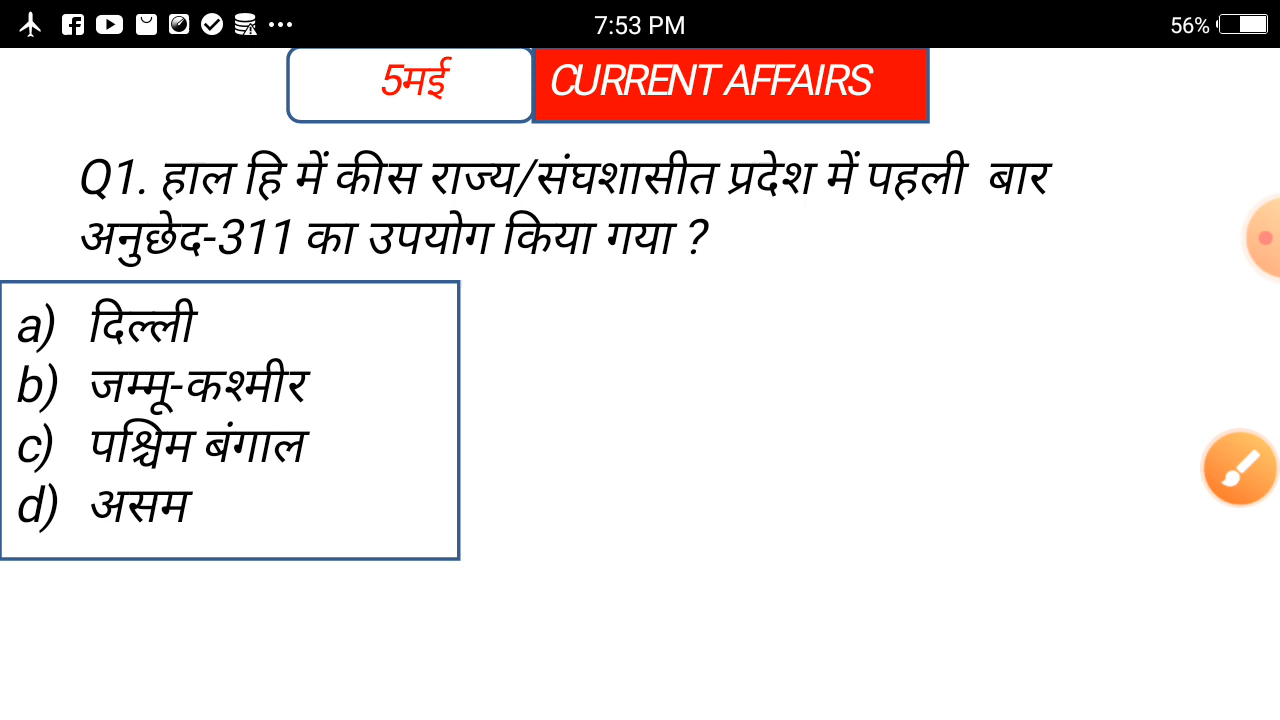 7:53 PM
56%
5मई
CURRENT AFFAIRS
Q1. हाल हि में कीस राज्य/संघशासीत प्रदेश में पहली बार
अनुछेद-311 का उपयोग किया गया ?
a) दिल्ली
b) जम्मू-कश्मीर
c) पश्चिम बंगाल
d) असम